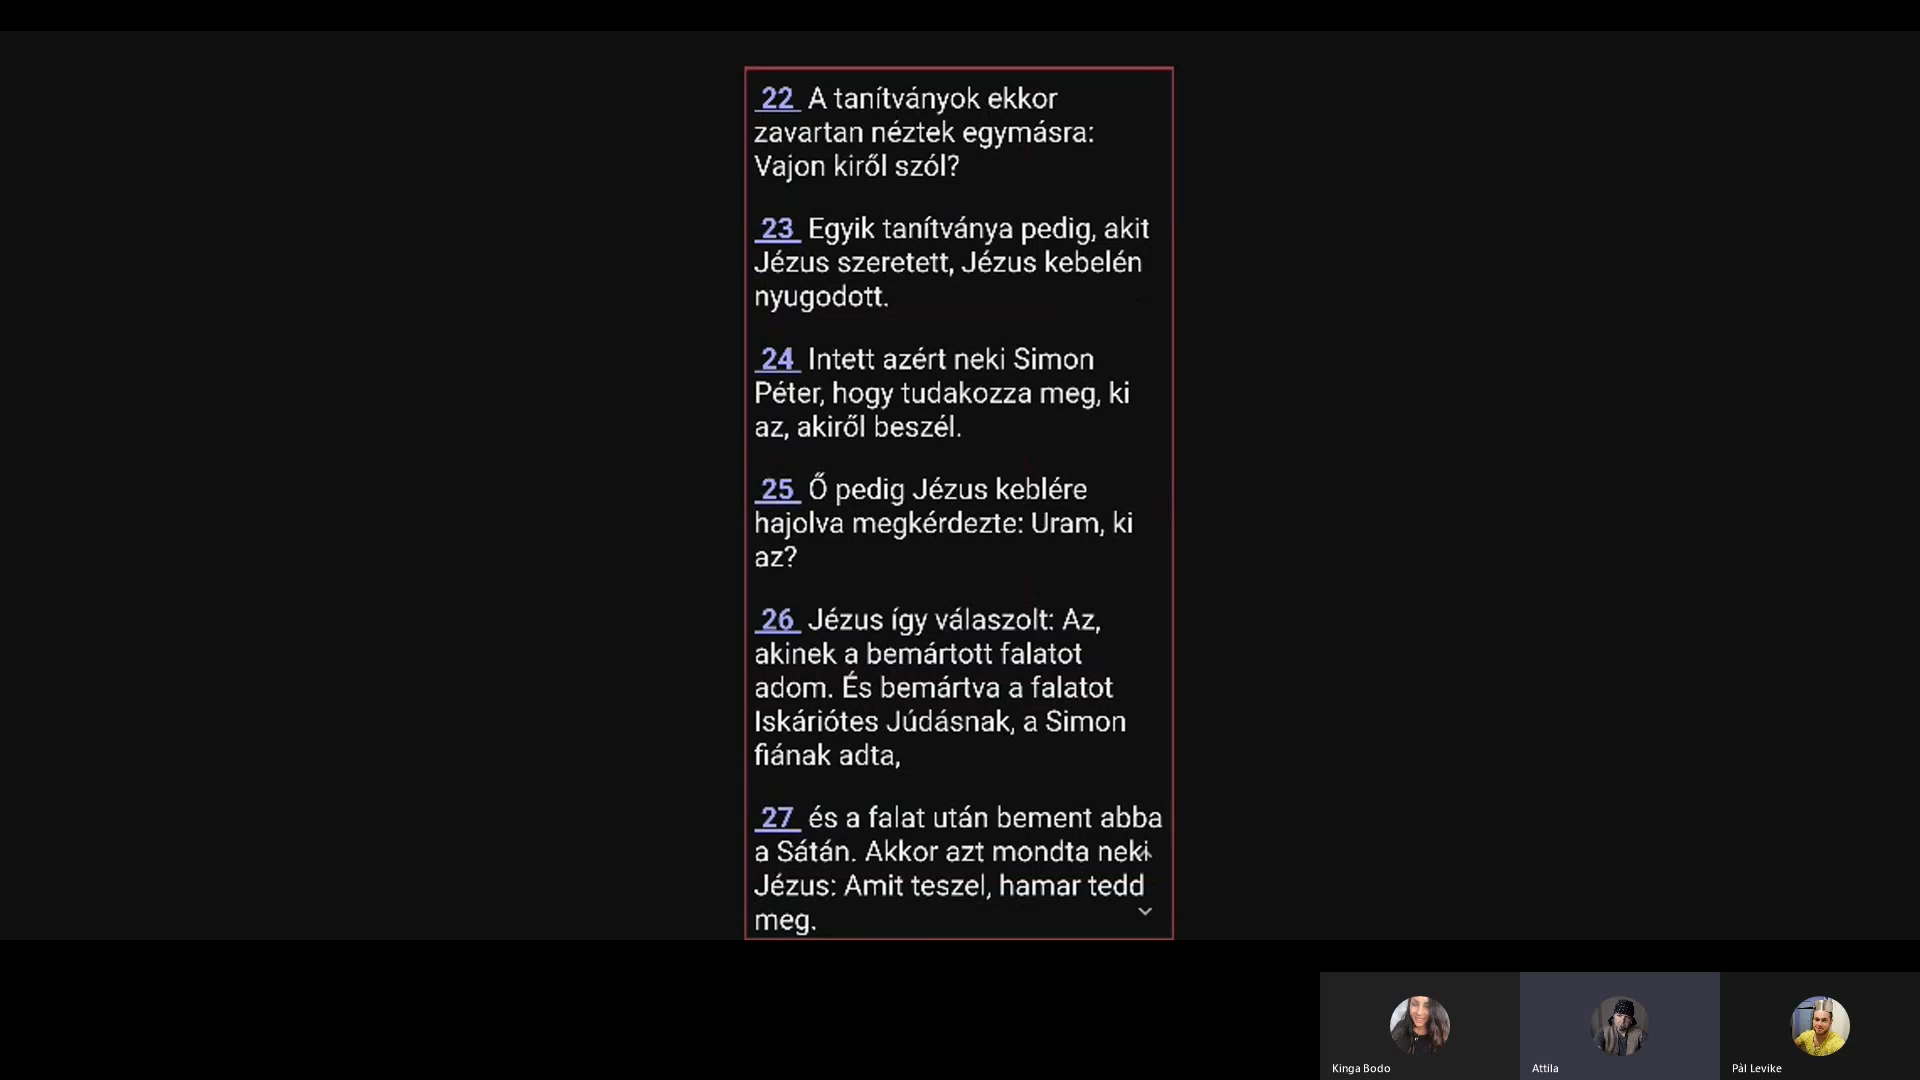 22 A tanítványok ekkor
zavartan néztek egymásra:
Vajon kiről szól?
23 Egyik tanítványa pedig, akit
Jézus szeretett, Jézus kebelén
nyugodott.
24 Intett azért neki Simon
Péter, hogy tudakozza meg, ki
az, akiről beszél.
25 Ő pedig Jézus keblére
hajolva megkérdezte: Uram, ki
az?
26 Jézus így válaszolt: Az,
akinek a bemártott falatot
adom. És bemártva a falatot
Iskáriótes Júdásnak, a Simon
fiának adta,
27 és a falat után bement abba
a Sátán. Akkor azt mondta neki
Jézus: Amit teszel, hamar tedd
meg.
Kinga Bodo
Attila
Pàl Levike